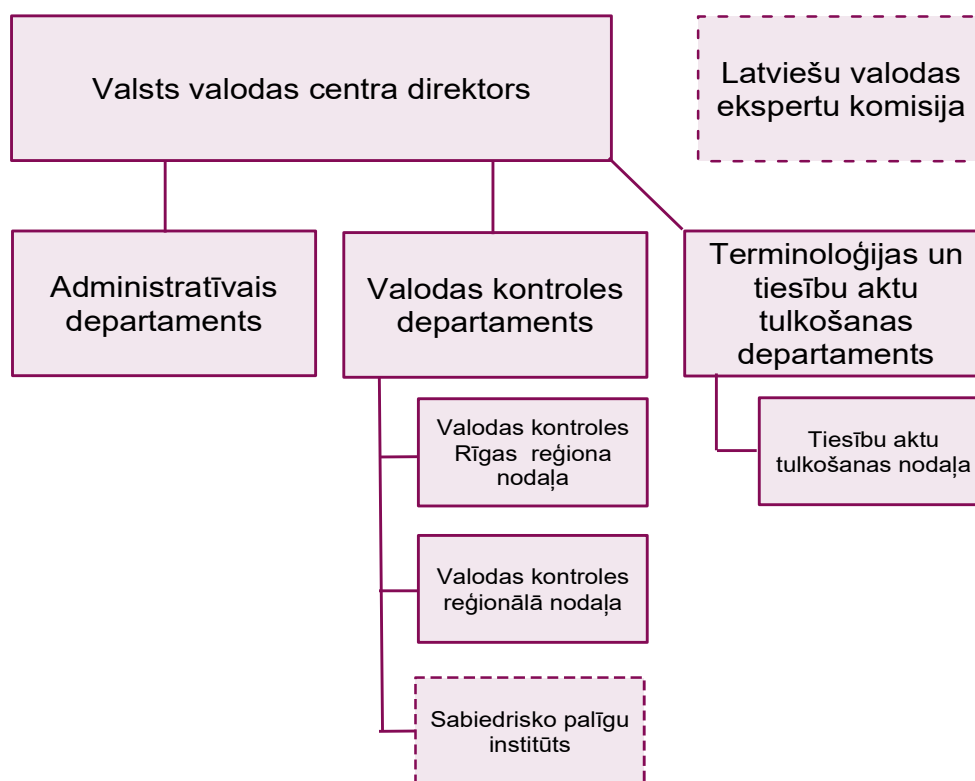 Valsts valodas centra direktors
Latviešu valodas
ekspertu komisija
Administratīvais
departaments
Valodas kontroles
departaments
Terminoloģijas un
tiesību aktu
tulkošanas
departaments
Valodas kontroles
Rīgas reģiona
nodaļa
Tiesību aktu
tulkošanas nodaļa
Valodas kontroles
reģionālā nodaļa
Sabiedrisko palīgu
institūts